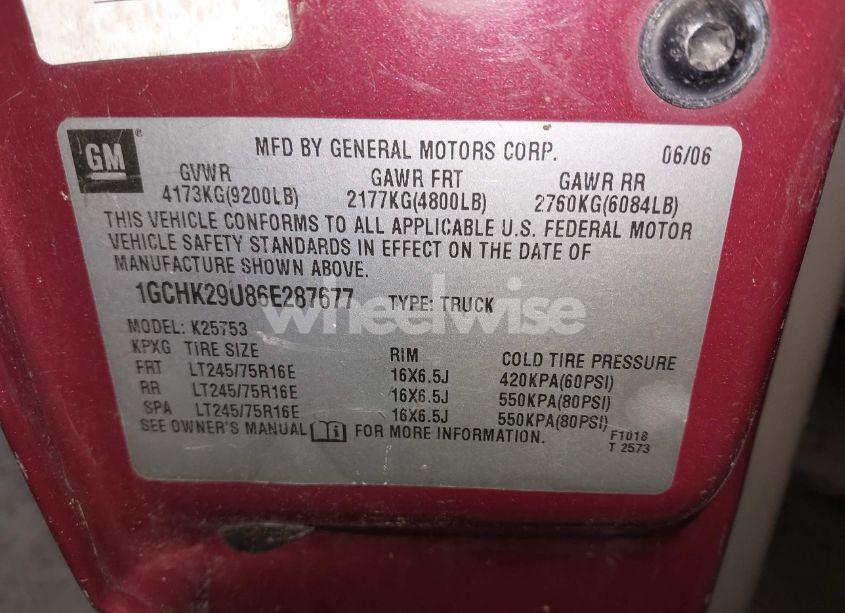 GM
MFD BY GENERAL MOTORS CORP. 06/06
GVWR GAWR FRT GAWR RR
4173KG(9200LB) 2177KG(4800LB) 2760KG(6084LB)
THIS VEHICLE CONFORMS TO ALL APPLICABLE U.S. FEDERAL MOTOR
VEHICLE SAFETY STANDARDS IN EFFECT ON THE DATE OF
MANUFACTURE SHOWN ABOVE.
1GCHK29U86E287677 TYPE: TRUCK
wheelwise
MODEL: K25753
KPXG TIRE SIZE RIM COLD TIRE PRESSURE
FRT LT245/75R16E 16X6.5J 420KPA(60PSI)
RR LT245/75R16E 16X6.5J 550KPA(80PSI)
SPA LT245/75R16E 16X6.5J 550KPA(80PSI)
SEE OWNER'S MANUAL FOR MORE INFORMATION.
F1018
T 2573